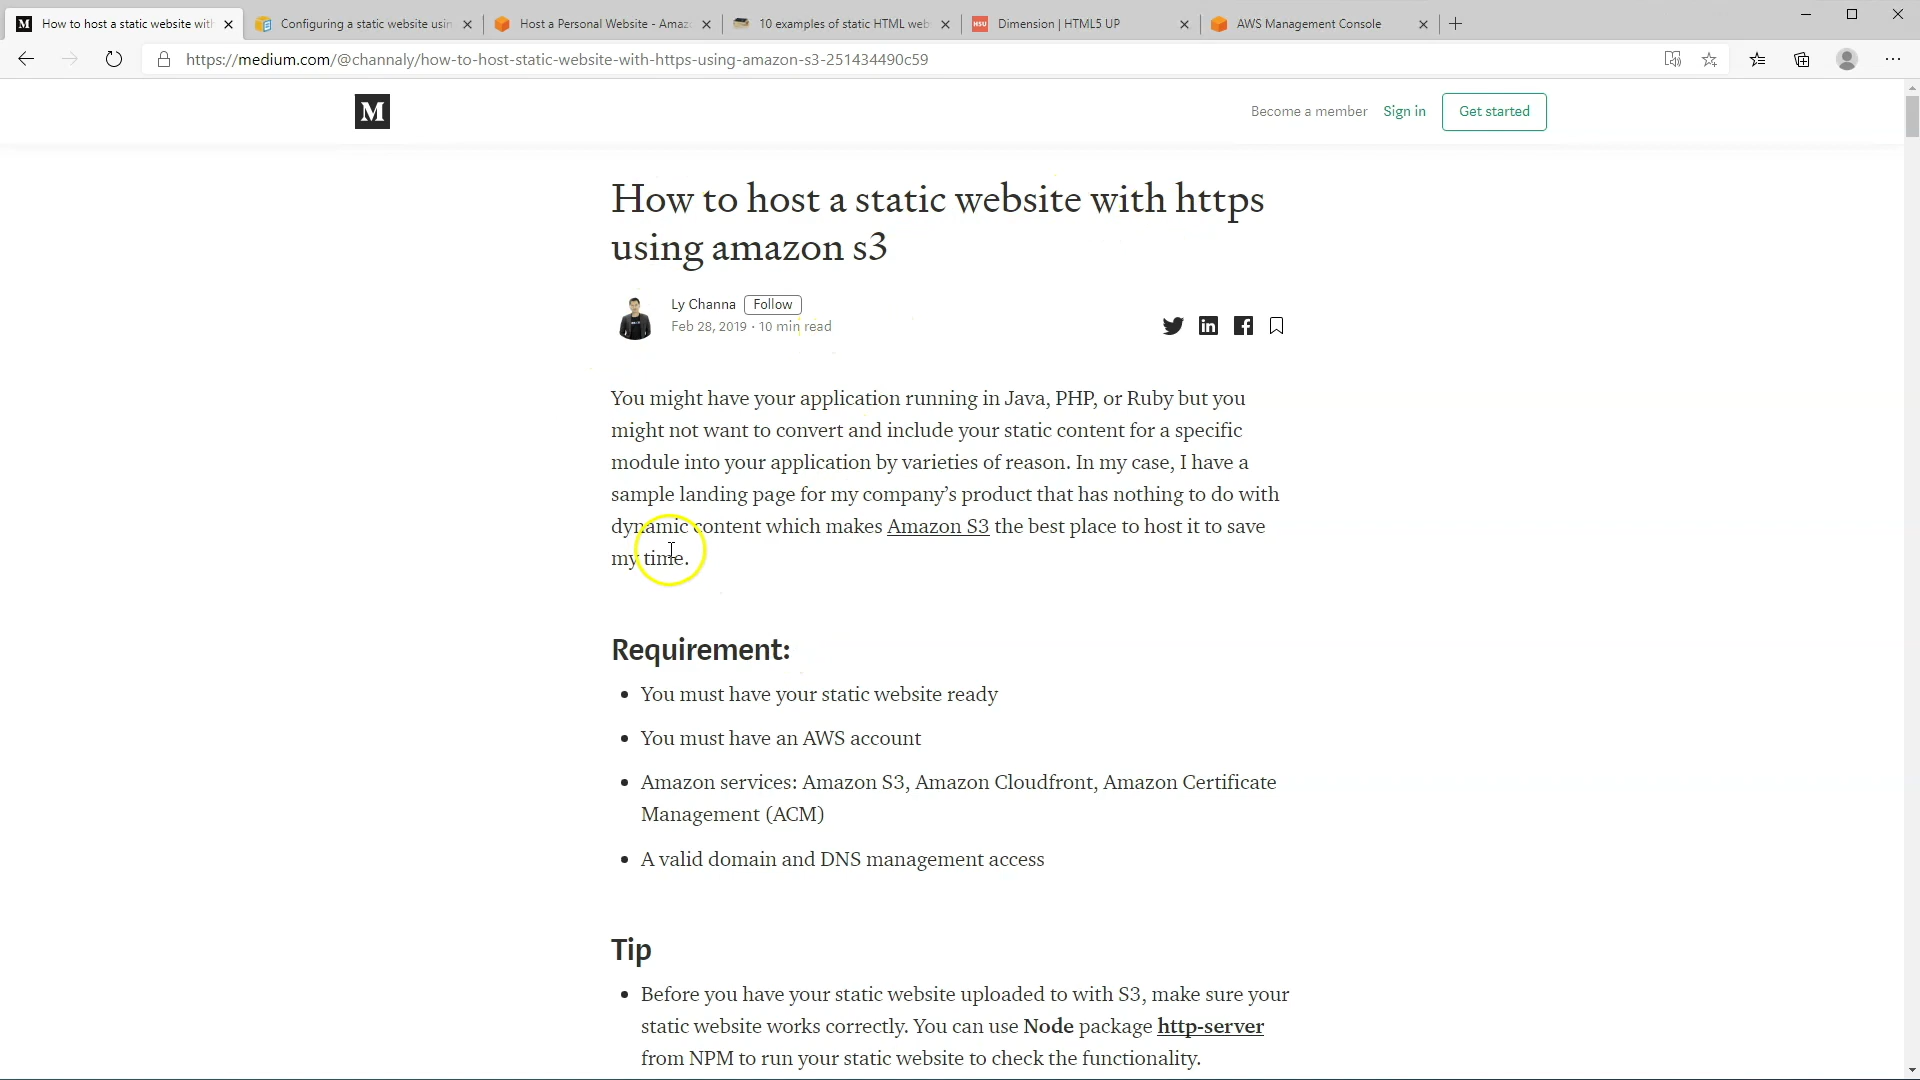 How to host a static website with
Configuring a static website usin
Host a Personal Website - Amaz
10 examples of static HTML web
HSU
Dimension | HTML5 UP
AWS Management Console
https://medium.com/@channaly/how-to-host-static-website-with-https-using-amazon-s3-251434490c59
M
Become a member
Sign in
Get started
How to host a static website with https
using amazon s3
Ly Channa
Follow
Feb 28, 2019 · 10 min read
You might have your application running in Java, PHP, or Ruby but you
might not want to convert and include your static content for a specific
module into your application by varieties of reason. In my case, I have a
sample landing page for my company’s product that has nothing to do with
dynamic content which makes Amazon S3 the best place to host it to save
my time.
Requirement:
• You must have your static website ready
• You must have an AWS account
• Amazon services: Amazon S3, Amazon Cloudfront, Amazon Certificate
Management (ACM)
• A valid domain and DNS management access
Tip
• Before you have your static website uploaded to with S3, make sure your
static website works correctly. You can use Node package http-server
from NPM to run your static website to check the functionality.